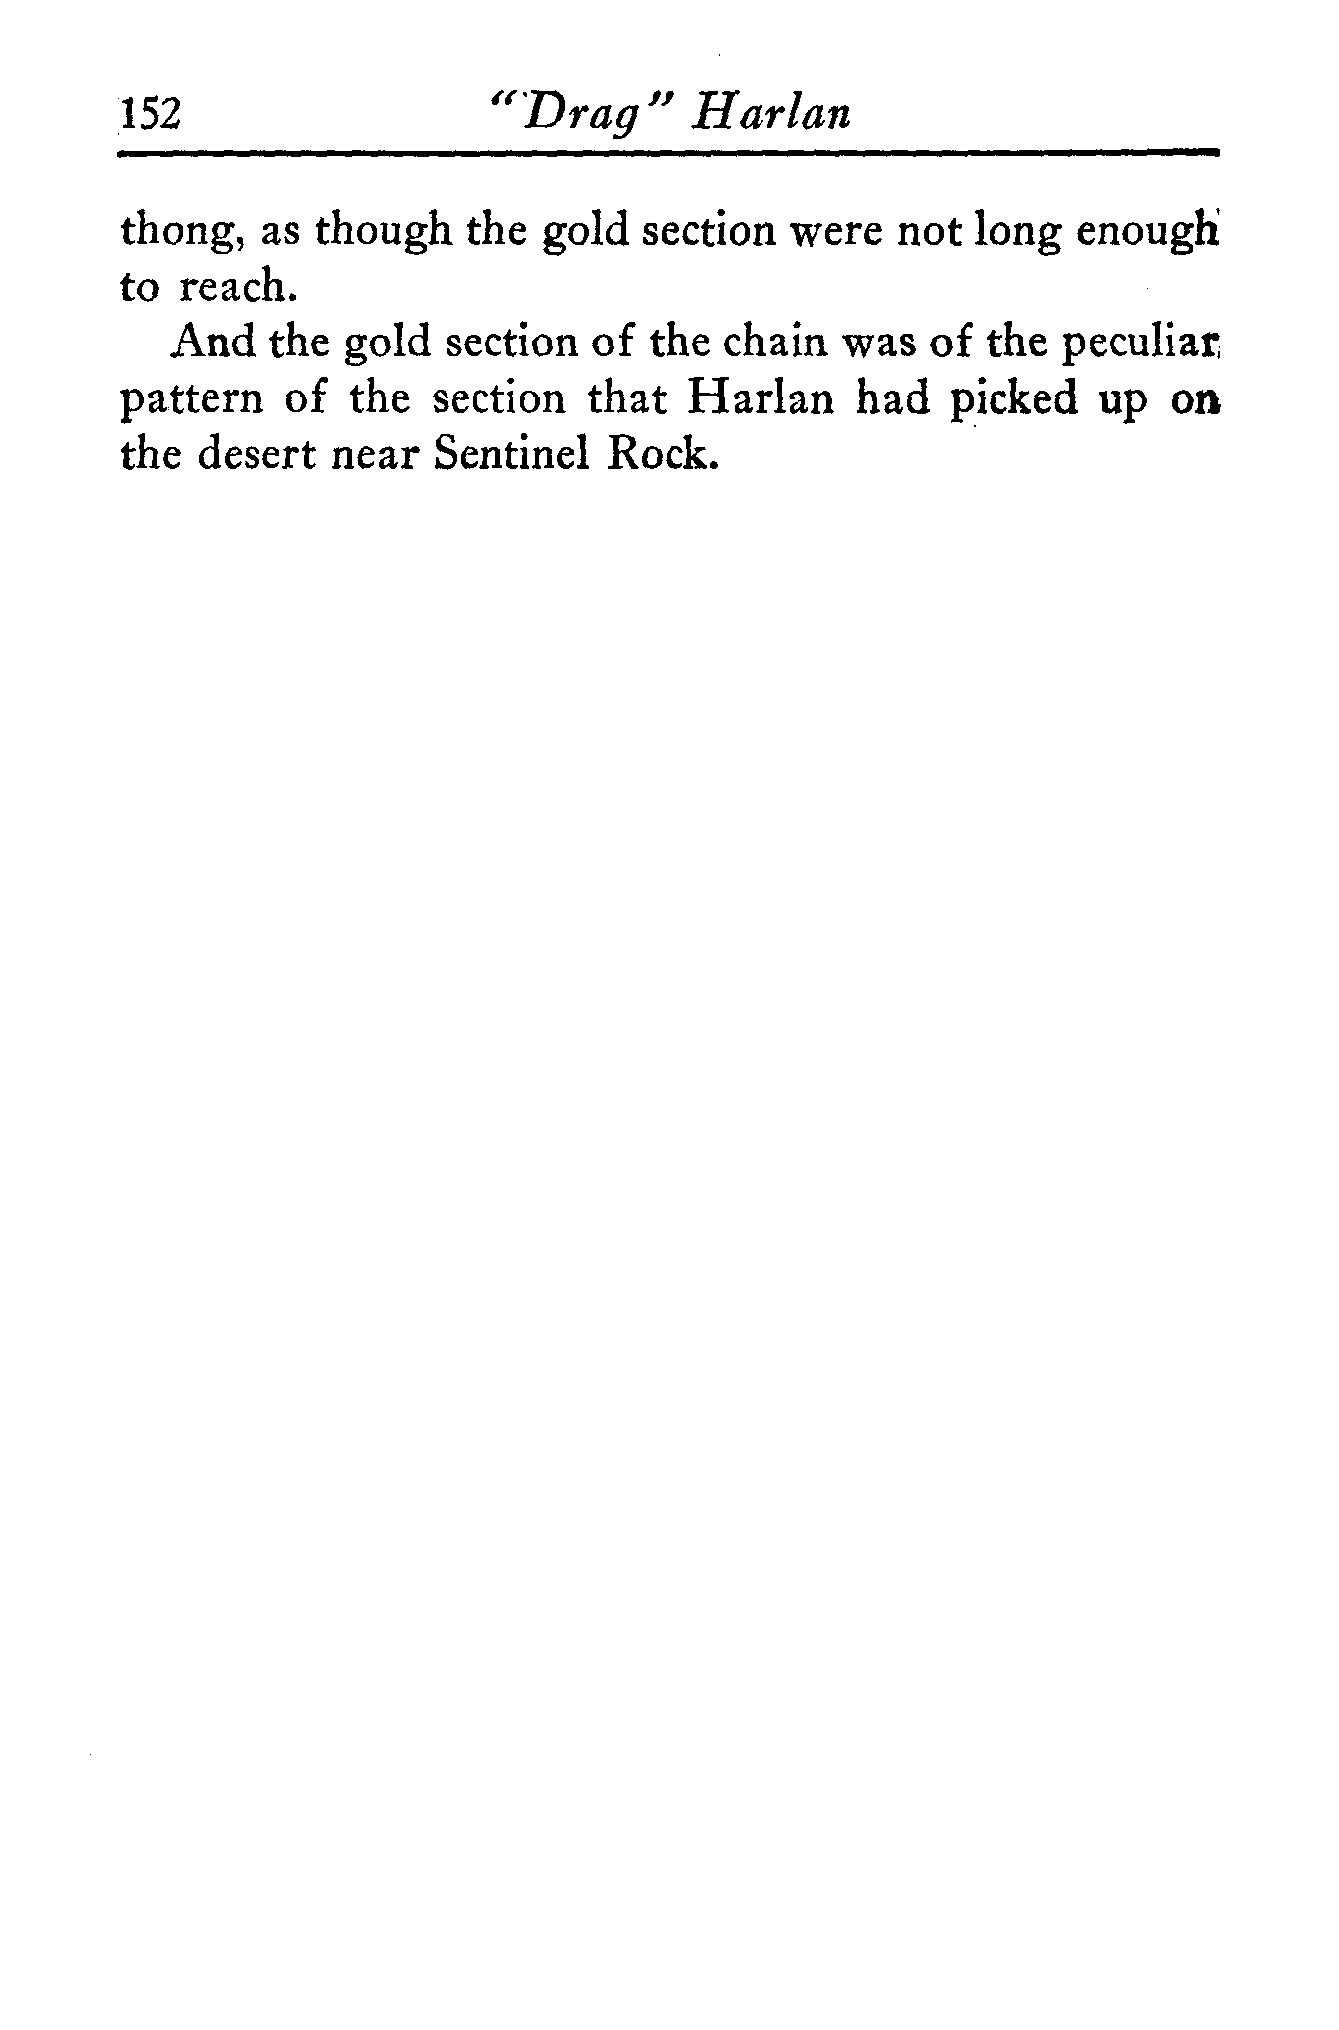 152 "Drag" Harlan
thong, as though the gold section were not long enough
to reach.
And the gold section of the chain was of the peculiar
pattern of the section that Harlan had picked up on
the desert near Sentinel Rock.